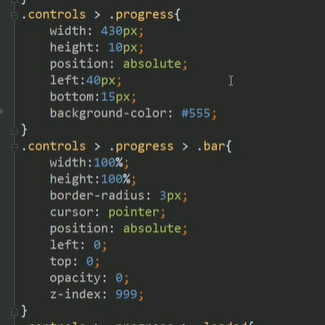 }
.controls > .progress{
width: 430px;
height: 10px;
position: absolute;
left:40px;
bottom:15px;
background-color: #555;
}
.controls > .progress > .bar{
width:100%;
height:100%;
border-radius: 3px;
cursor: pointer;
position: absolute;
left: 0;
top: 0;
opacity: 0;
z-index: 999;
}